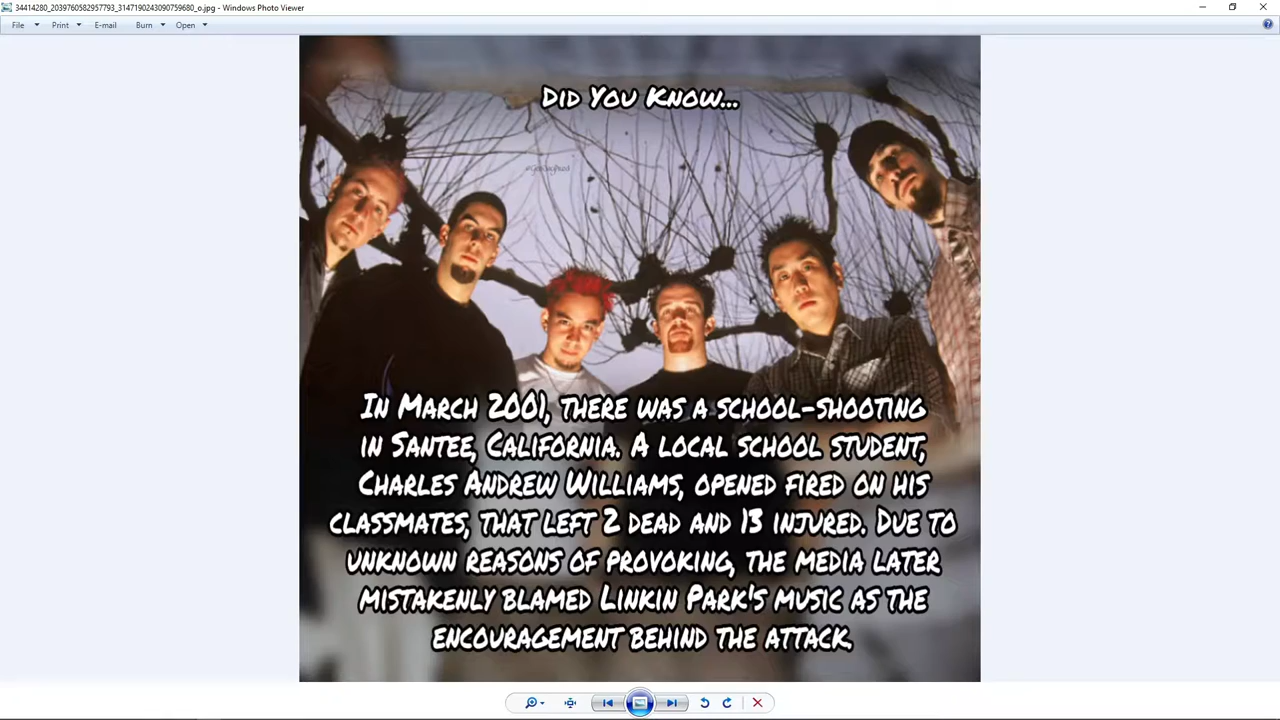 34414280_2039760582957793_3147190243090759680_o.jpg - Windows Photo Viewer
File Print E-mail Burn Open
Did You Know...
In March 2001, there was a school-shooting
in Santee, California. A local school student,
Charles Andrew Williams, opened fired on his
classmates, that left 2 dead and 13 injured. Due to
unknown reasons of provoking, the media later
mistakenly blamed Linkin Park's music as the
encouragement behind the attack.